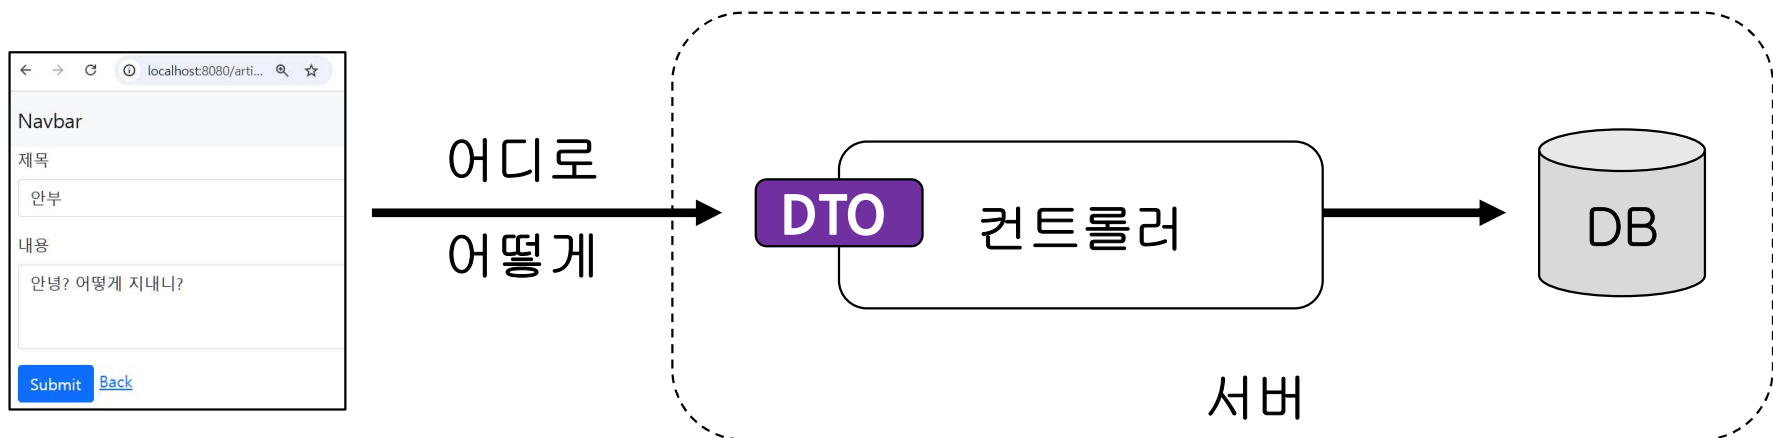 localhost:8080/arti...
Navbar
제목
안부
내용
안녕? 어떻게 지내니?
Submit Back
어디로
어떻게
DTO
컨트롤러
DB
서버